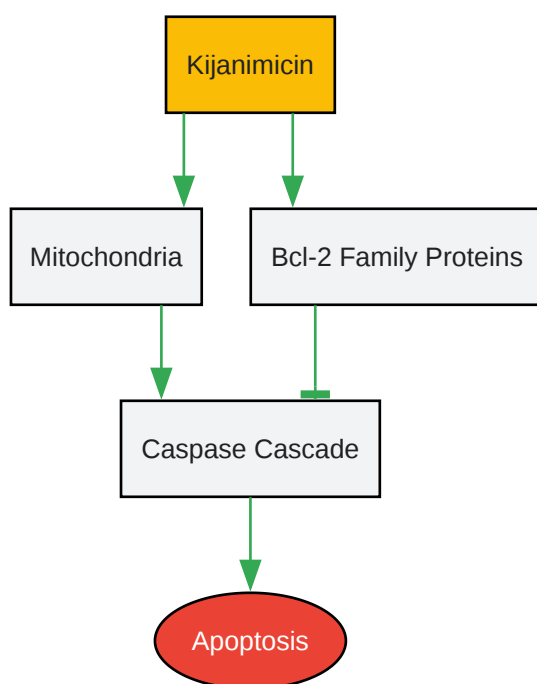 Kijanimicin
Mitochondria
Bcl-2 Family Proteins
Caspase Cascade
Apoptosis